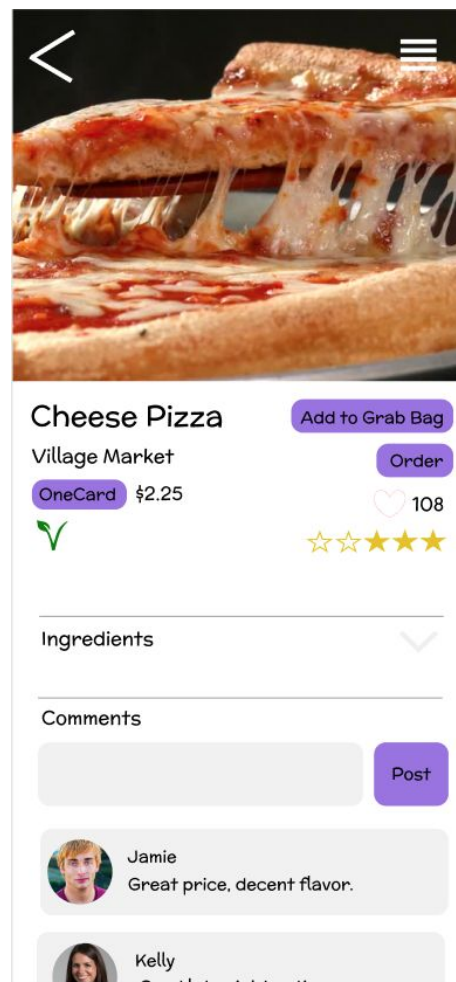 Cheese Pizza
Add to Grab Bag
Village Market
Order
OneCard $2.25
108
Ingredients
Comments
Post
Jamie
Great price, decent flavor.
Kelly